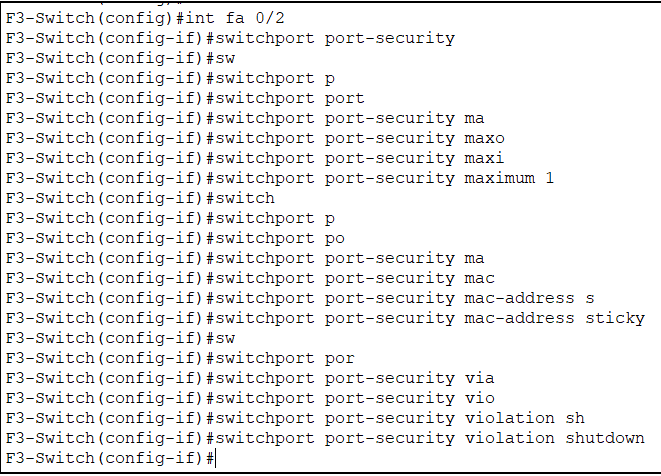 F3-Switch(config)#int fa 0/2
F3-Switch(config-if)#switchport port-security
F3-Switch(config-if)#sw
F3-Switch(config-if)#switchport p
F3-Switch(config-if)#switchport port
F3-Switch(config-if)#switchport port-security ma
F3-Switch(config-if)#switchport port-security maxo
F3-Switch(config-if)#switchport port-security maxi
F3-Switch(config-if)#switchport port-security maximum 1
F3-Switch(config-if)#switch
F3-Switch(config-if)#switchport p
F3-Switch(config-if)#switchport po
F3-Switch(config-if)#switchport port-security ma
F3-Switch(config-if)#switchport port-security mac
F3-Switch(config-if)#switchport port-security mac-address s
F3-Switch(config-if)#switchport port-security mac-address sticky
F3-Switch(config-if)#sw
F3-Switch(config-if)#switchport por
F3-Switch(config-if)#switchport port-security via
F3-Switch(config-if)#switchport port-security vio
F3-Switch(config-if)#switchport port-security violation sh
F3-Switch(config-if)#switchport port-security violation shutdown
F3-Switch(config-if)#